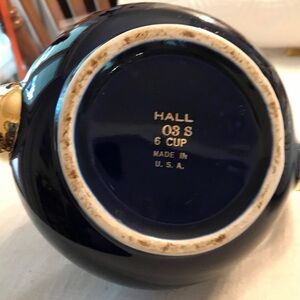 HALL
03 S
6 CUP
MADE IN
U. S. A.